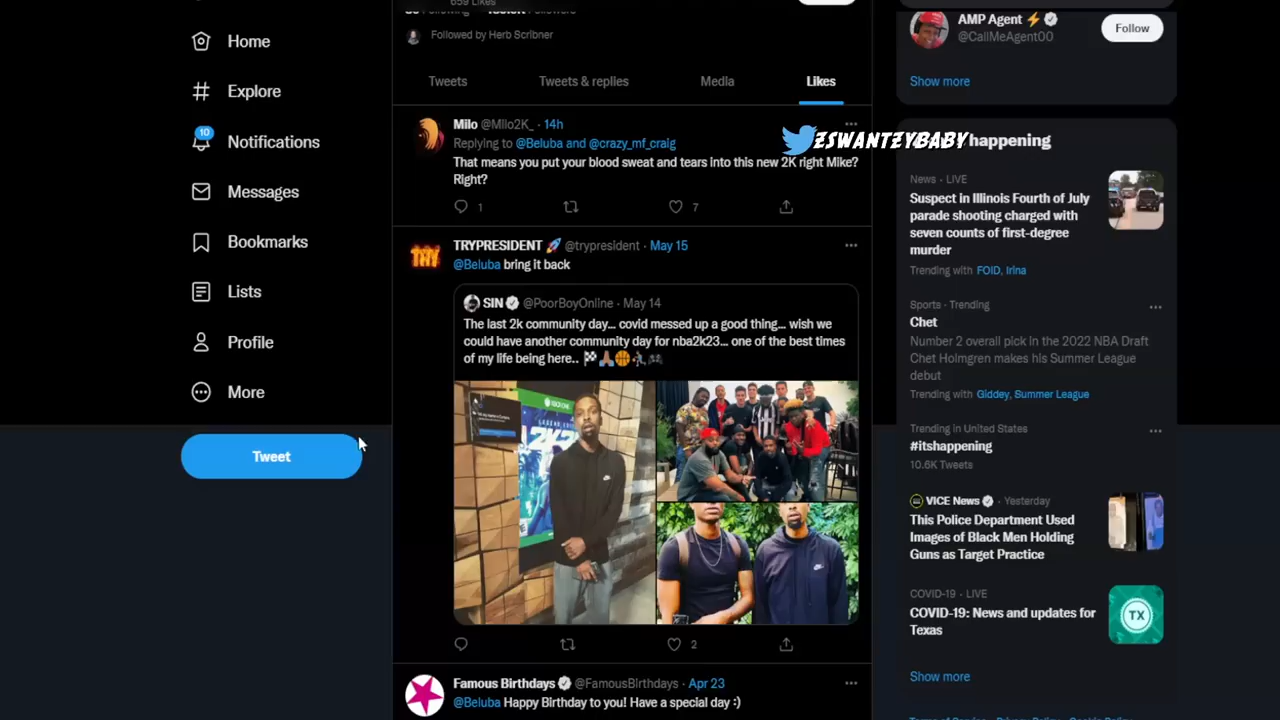 Home
Explore
10
Notifications
Messages
Bookmarks
Lists
Profile
More
Tweet
659 Likes
Followed by Herb Scribner
Tweets
Tweets & replies
Media
Likes
Milo @Milo2K_ · 14h
Replying to @Beluba and @crazy_mf_craig
That means you put your blood sweat and tears into this new 2K right Mike?
Right?
1
7
TRYPRESIDENT 🚀 @trypresident · May 15
@Beluba bring it back
SIN @PoorBoyOnline · May 14
The last 2k community day... covid messed up a good thing... wish we
could have another community day for nba2k23... one of the best times
of my life being here..
XBOX ONE
2K2
2
Famous Birthdays @FamousBirthdays · Apr 23
@Beluba Happy Birthday to you! Have a special day :)
AMP Agent ⚡
@CallMeAgent00
Follow
Show more
ZSWANTZYBABY
happening
News · LIVE
Suspect in Illinois Fourth of July
parade shooting charged with
seven counts of first-degree
murder
Trending with FOID, Irina
Sports · Trending
Chet
Number 2 overall pick in the 2022 NBA Draft
Chet Holmgren makes his Summer League
debut
Trending with Giddey, Summer League
Trending in United States
#itshappening
10.6K Tweets
VICE News · Yesterday
This Police Department Used
Images of Black Men Holding
Guns as Target Practice
COVID-19 · LIVE
COVID-19: News and updates for
Texas
TX
Show more